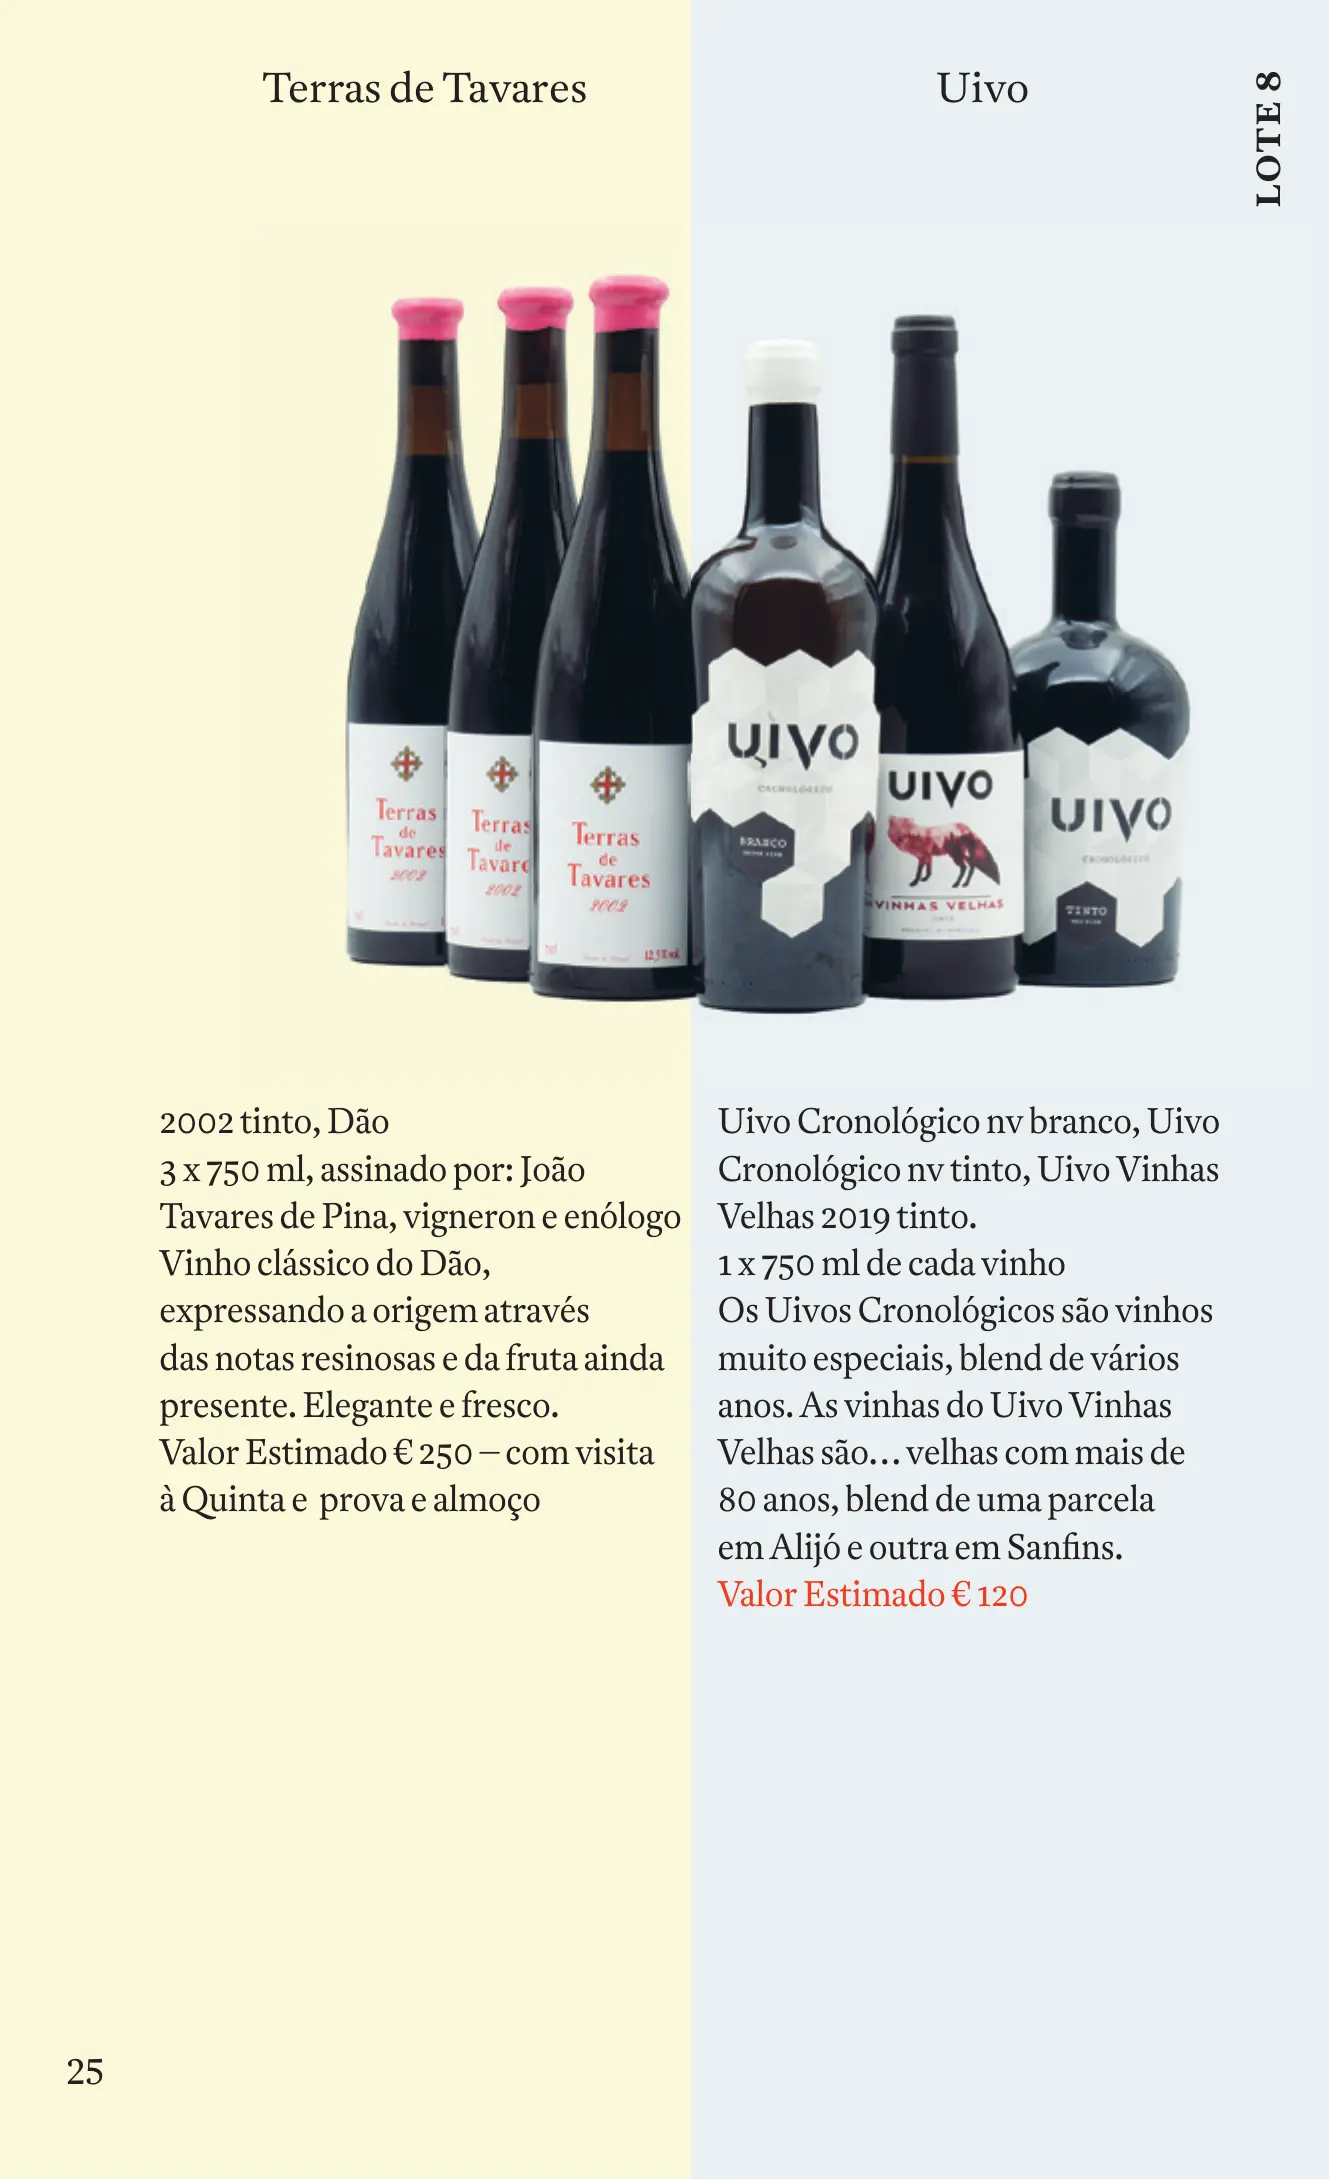 Terras de Tavares
Uivo
LOTE 8
Terras
de
Tavares
2002
Terras
de
2002
Terras
de
Tavares
2002
12,5% vol.
UIVO
CRONOLÓGICO
BRANCO
UIVO
VINHAS VELHAS
UIVO
CRONOLÓGICO
TINTO
2002 tinto, Dão
3 x 750 ml, assinado por: João
Tavares de Pina, vigneron e enólogo
Vinho clássico do Dão,
expressando a origem através
das notas resinosas e da fruta ainda
presente. Elegante e fresco.
Valor Estimado € 250 – com visita
à Quinta e  prova e almoço
Uivo Cronológico nv branco, Uivo
Cronológico nv tinto, Uivo Vinhas
Velhas 2019 tinto.
1 x 750 ml de cada vinho
Os Uivos Cronológicos são vinhos
muito especiais, blend de vários
anos. As vinhas do Uivo Vinhas
Velhas são… velhas com mais de
80 anos, blend de uma parcela
em Alijó e outra em Sanfins.
Valor Estimado € 120
25